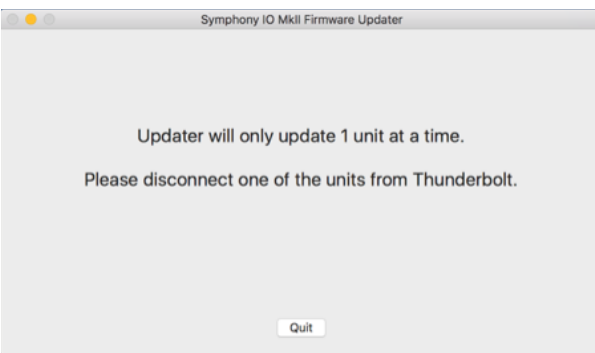 Symphony IO MkII Firmware Updater
Updater will only update 1 unit at a time.
Please disconnect one of the units from Thunderbolt.
Quit